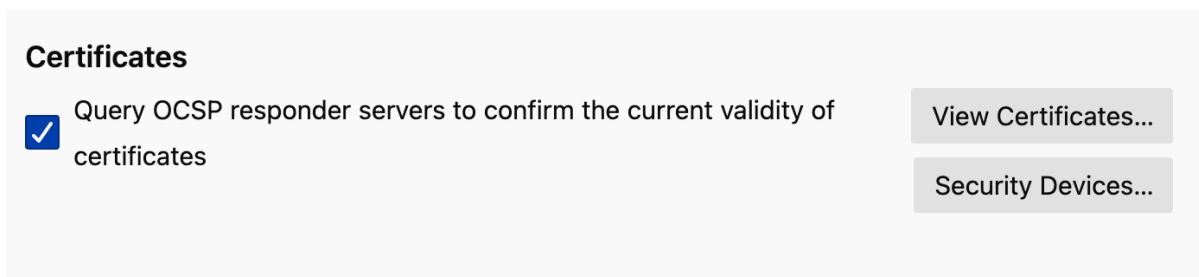 Certificates
Query OCSP responder servers to confirm the current validity of
certificates
View Certificates...
Security Devices...